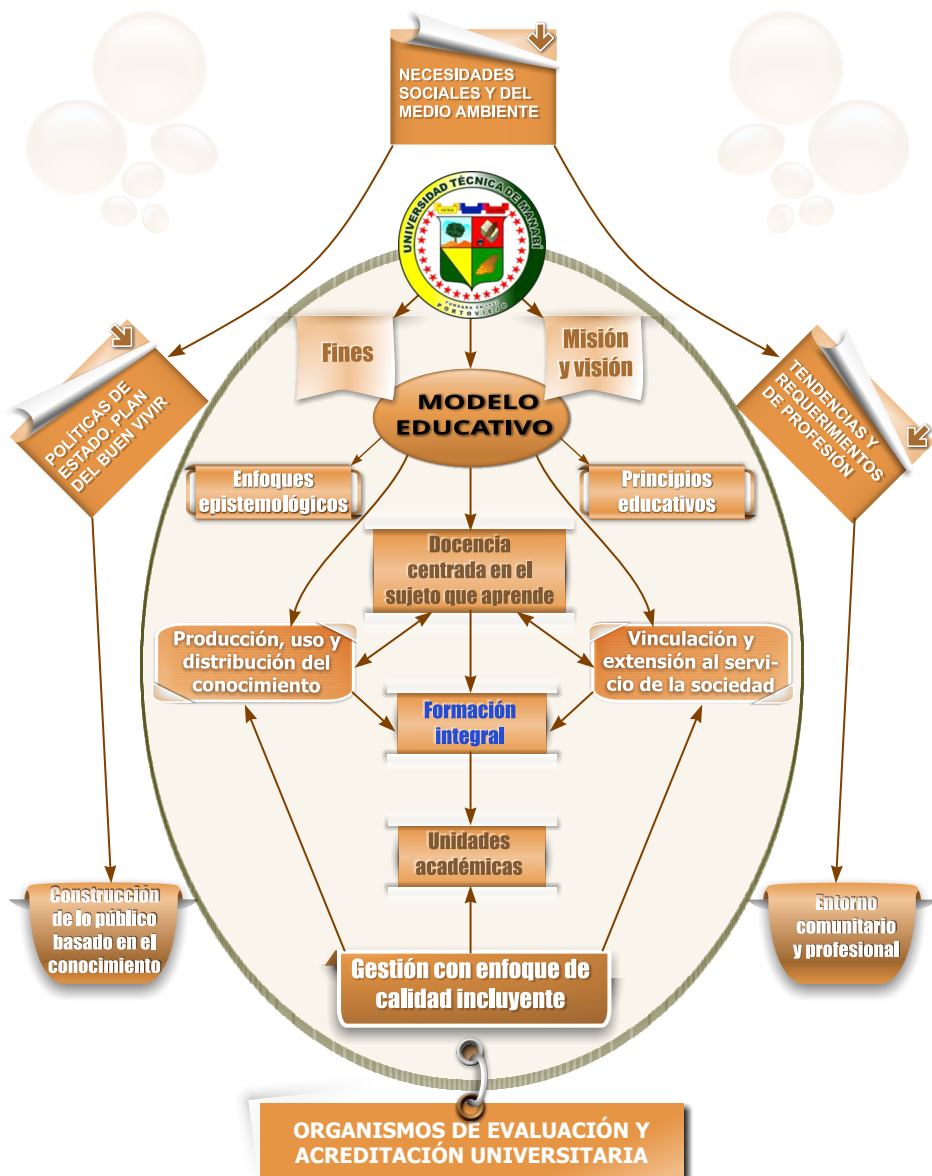 NECESIDADES
SOCIALES Y DEL
MEDIO AMBIENTE
UNIVERSIDAD TÉCNICA DE MANABÍ
PORTOVIEJO
Fines
Misión
y visión
MODELO
EDUCATIVO
POLÍTICAS DE
ESTADO, PLAN
DEL BUEN VIVIR
TENDENCIAS Y
REQUERIMIENTOS
DE PROFESIÓN
Enfoques
epistemológicos
Principios
educativos
Docencia
centrada en el
sujeto que aprende
Producción, uso y
distribución del
conocimiento
Vinculación y
extensión al servi-
cio de la sociedad
Formación
integral
Unidades
académicas
Construcción
de lo público
basado en el
conocimiento
Entorno
comunitario
y profesional
Gestión con enfoque de
calidad incluyente
ORGANISMOS DE EVALUACIÓN Y
ACREDITACIÓN UNIVERSITARIA